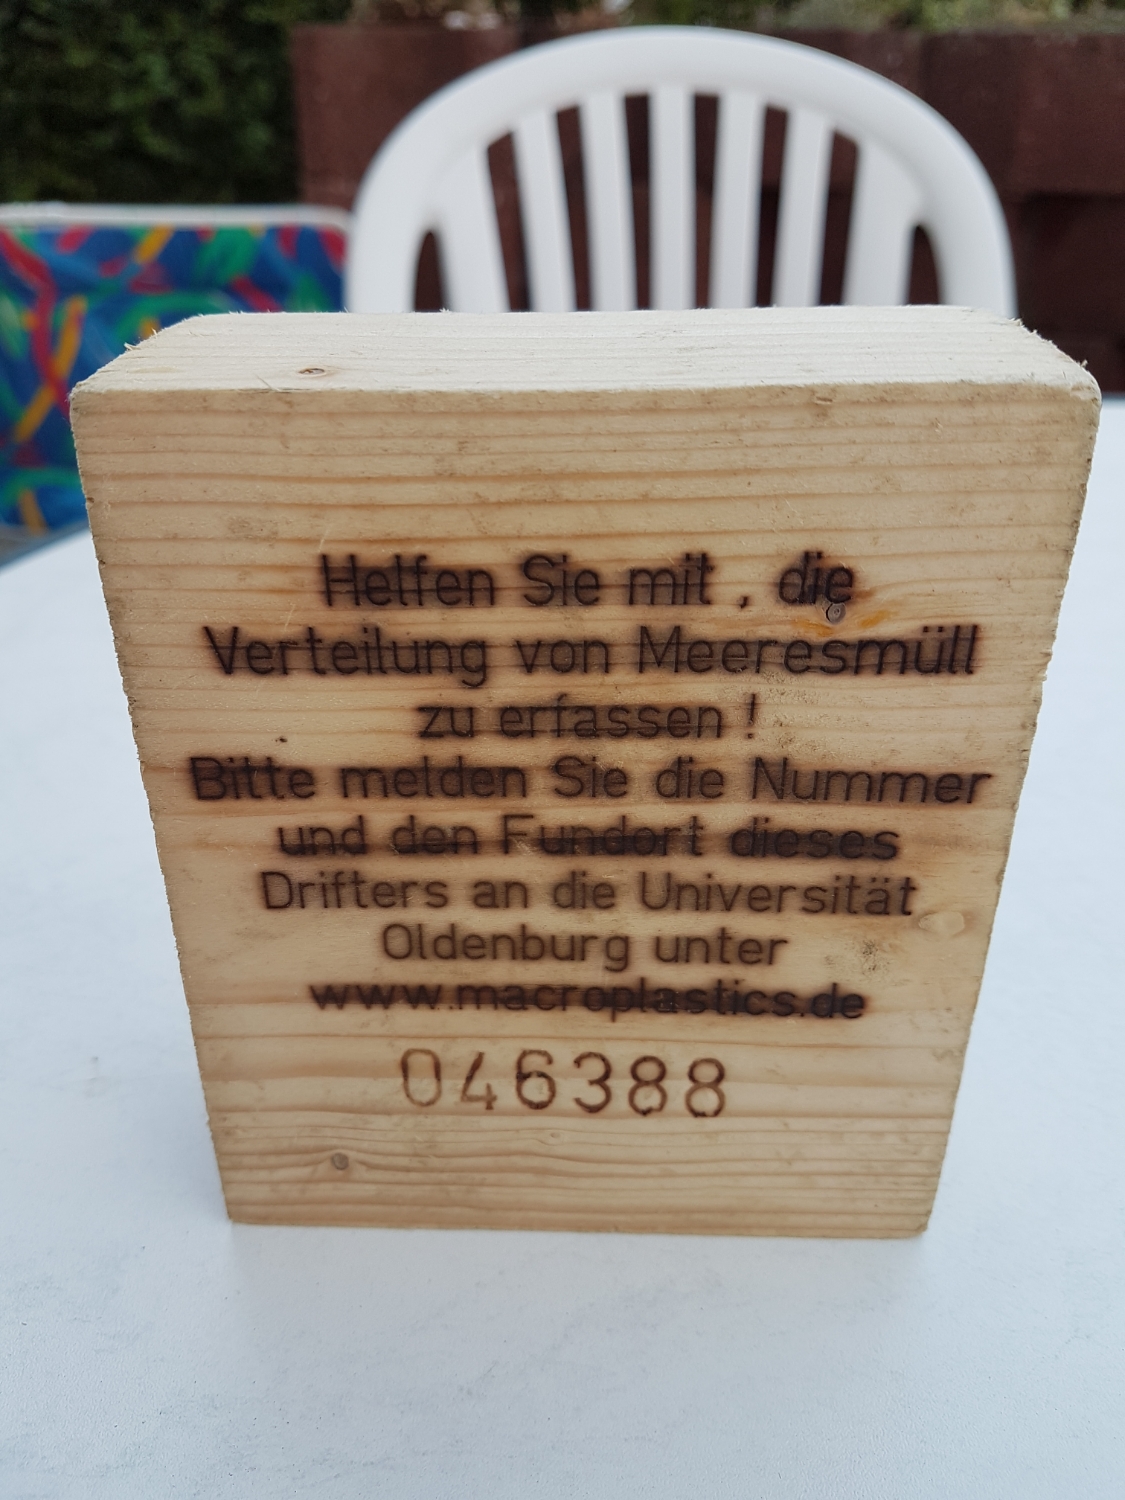 Helfen Sie mit , die
Verteilung von Meeresmüll
zu erfassen !
Bitte melden Sie die Nummer
und den Fundort dieses
Drifters an die Universität
Oldenburg unter
www.macroplastics.de
046388